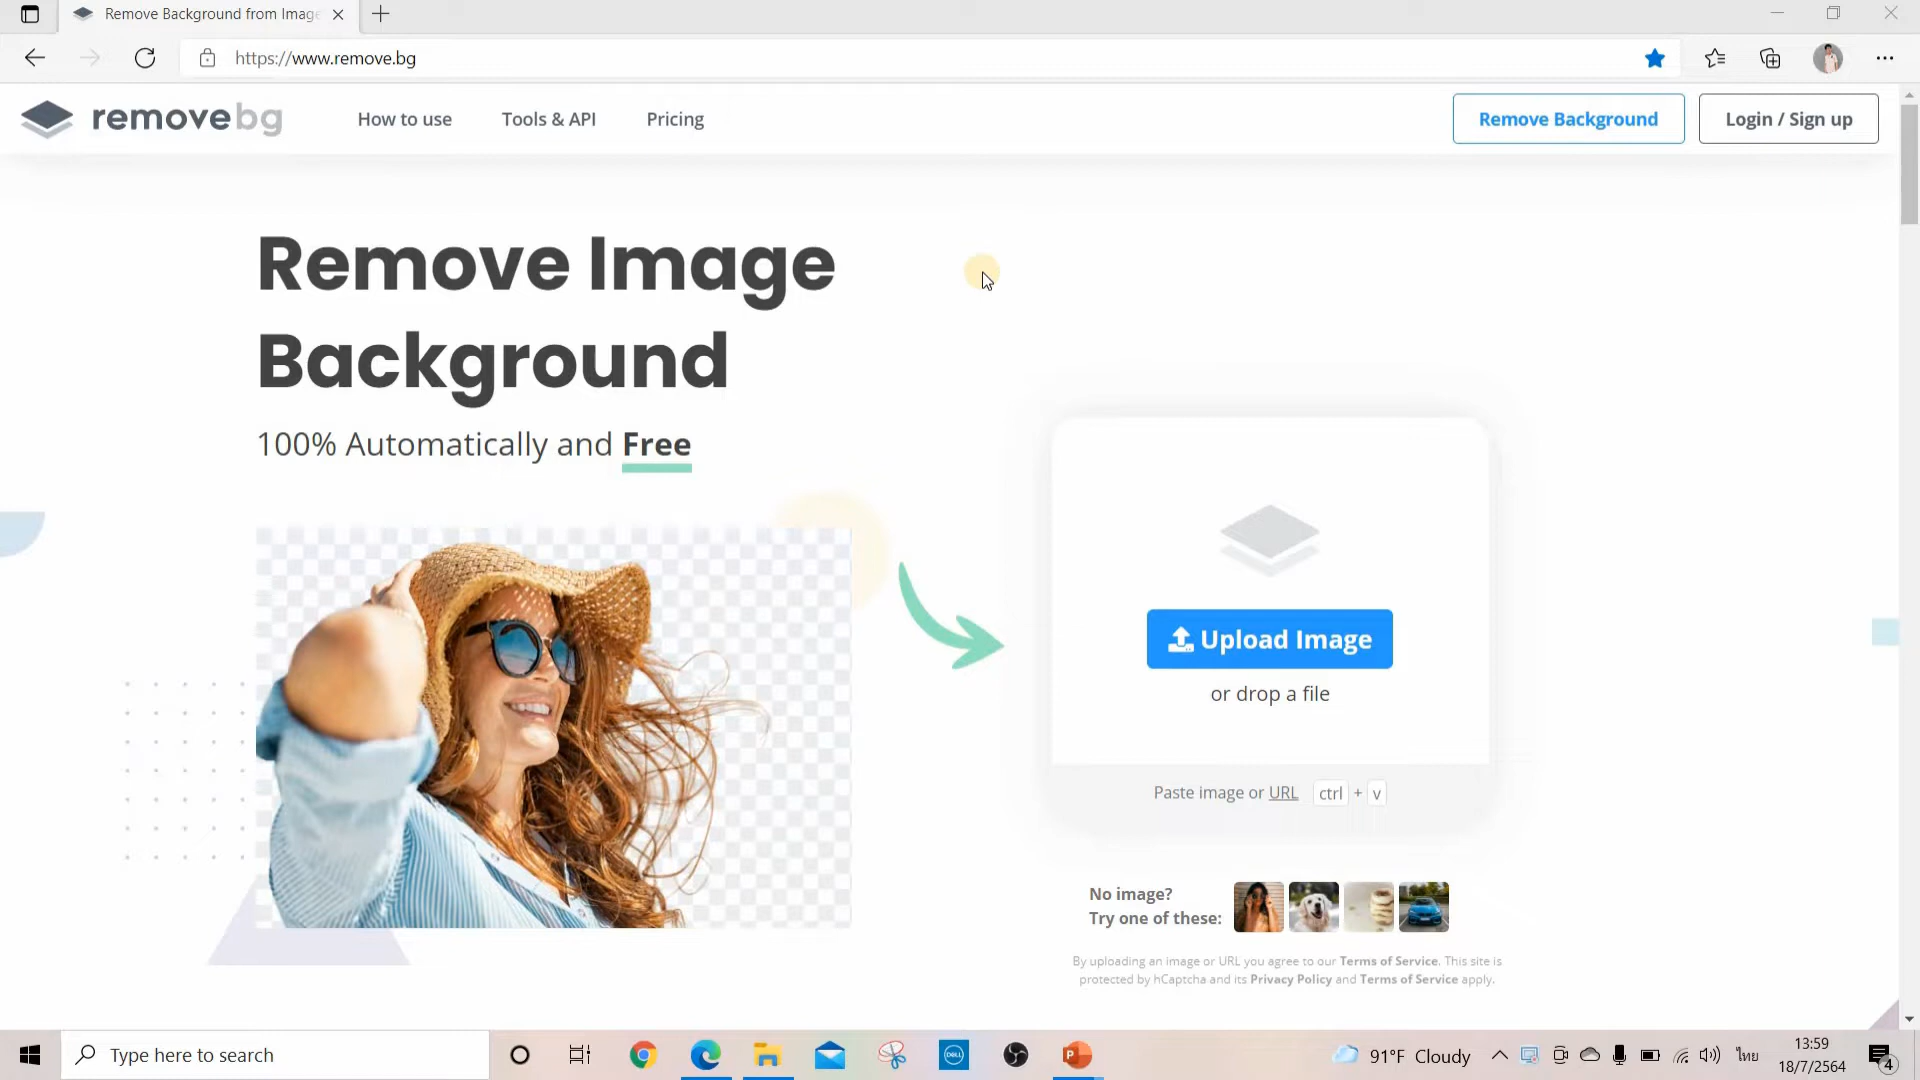 Remove Background from Image
https://www.remove.bg
removebg
How to use
Tools & API
Pricing
Remove Background
Login / Sign up
Remove Image
Background
100% Automatically and Free
Upload Image
or drop a file
Paste image or URL ctrl + v
No image?
Try one of these:
By uploading an image or URL you agree to our Terms of Service. This site is
protected by hCaptcha and its Privacy Policy and Terms of Service apply.
Type here to search
DELL
P
91°F Cloudy
ไทย
13:59
18/7/2564
4